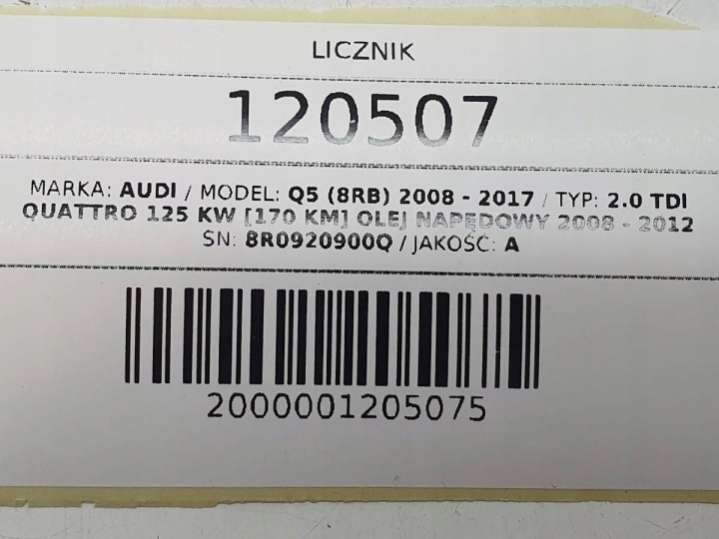 LICZNIK
120507
MARKA: AUDI / MODEL: Q5 (8RB) 2008 - 2017 / TYP: 2.0 TDI
QUATTRO 125 KW [170 KM] OLEJ NAPĘDOWY 2008 - 2012
SN: 8R0920900Q / JAKOŚĆ: A
2000001205075